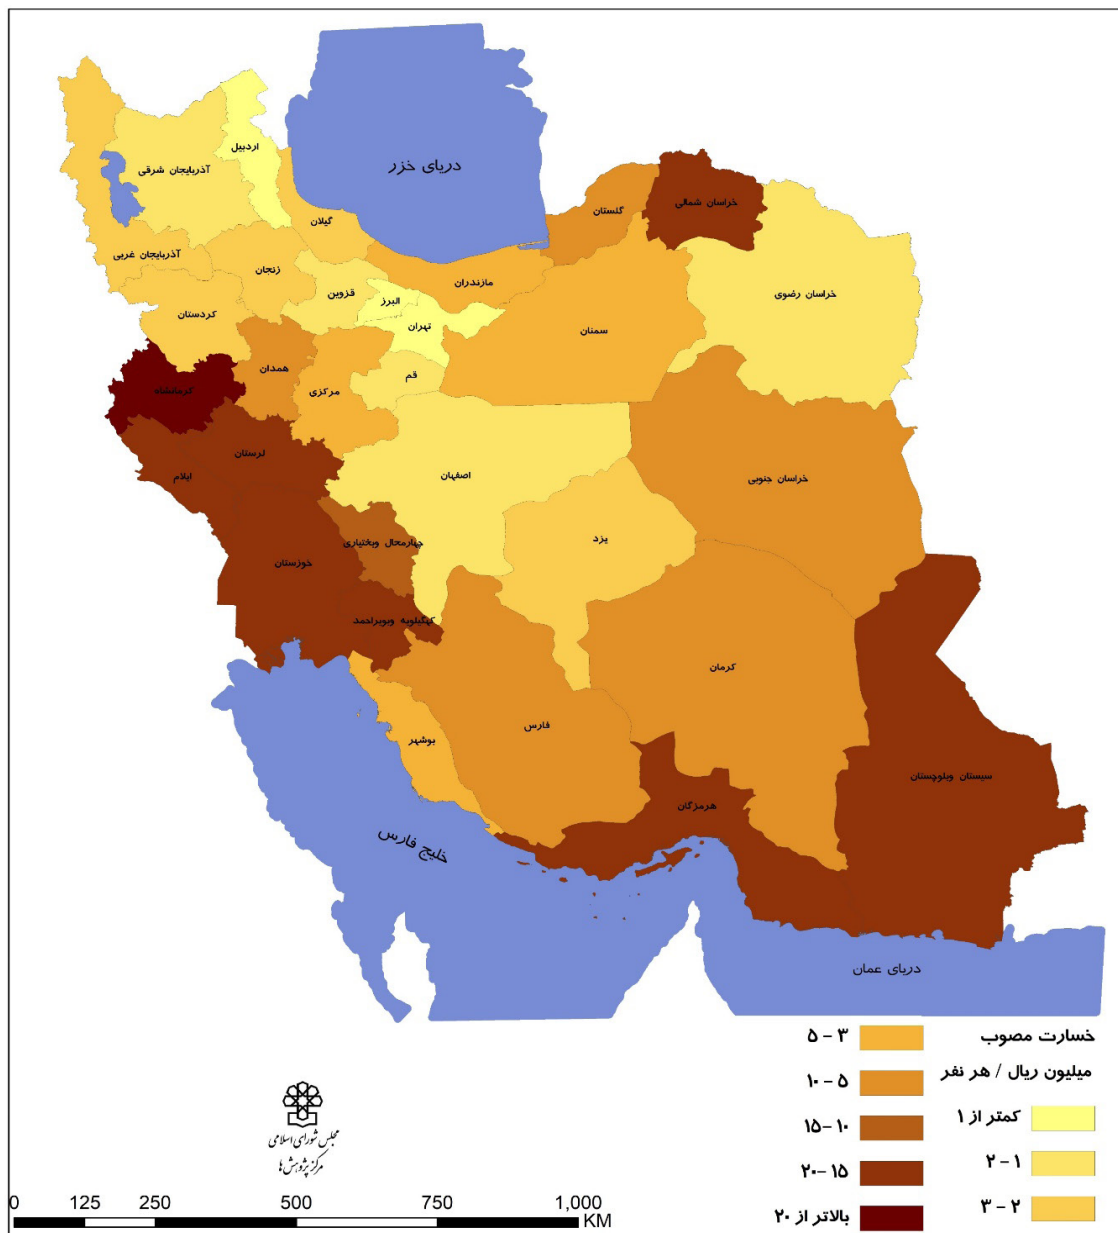 دریای خزر
اردبیل
آذربایجان شرقی
گیلان
گلستان
خراسان شمالی
آذربایجان غربی
زنجان
مازندران
خراسان رضوی
قزوین
البرز
کردستان
تهران
سمنان
همدان
قم
کرمانشاه
مرکزی
لرستان
ایلام
اصفهان
خراسان جنوبی
چهارمحال وبختیاری
یزد
خوزستان
کهگیلویه وبویراحمد
کرمان
فارس
بوشهر
سیستان وبلوچستان
هرمزگان
خلیج فارس
دریای عمان
خسارت مصوب
میلیون ریال / هر نفر
کمتر از ۱
۱ – ۲
۲ – ۳
۳ – ۵
۵ – ۱۰
۱۰ –۱۵
۱۵ –۲۰
بالاتر از ۲۰
مجلس شورای اسلامی
مرکز پژوهش ها
0 125 250 500 750 1,000
KM